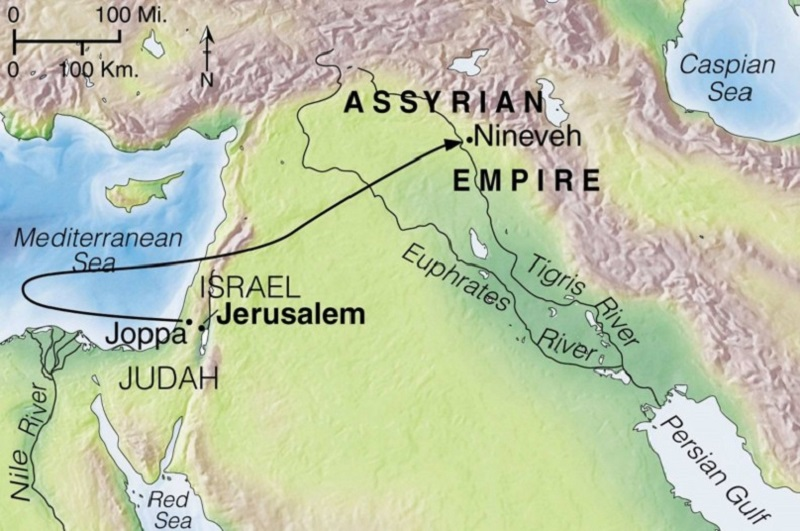 0 100 Mi.
0 100 Km.
N
Caspian
Sea
ASSYRIAN
Nineveh
EMPIRE
Mediterranean
Sea
ISRAEL
Jerusalem
Joppa
JUDAH
Euphrates
River
Tigris River
Nile River
Red
Sea
Persian Gulf